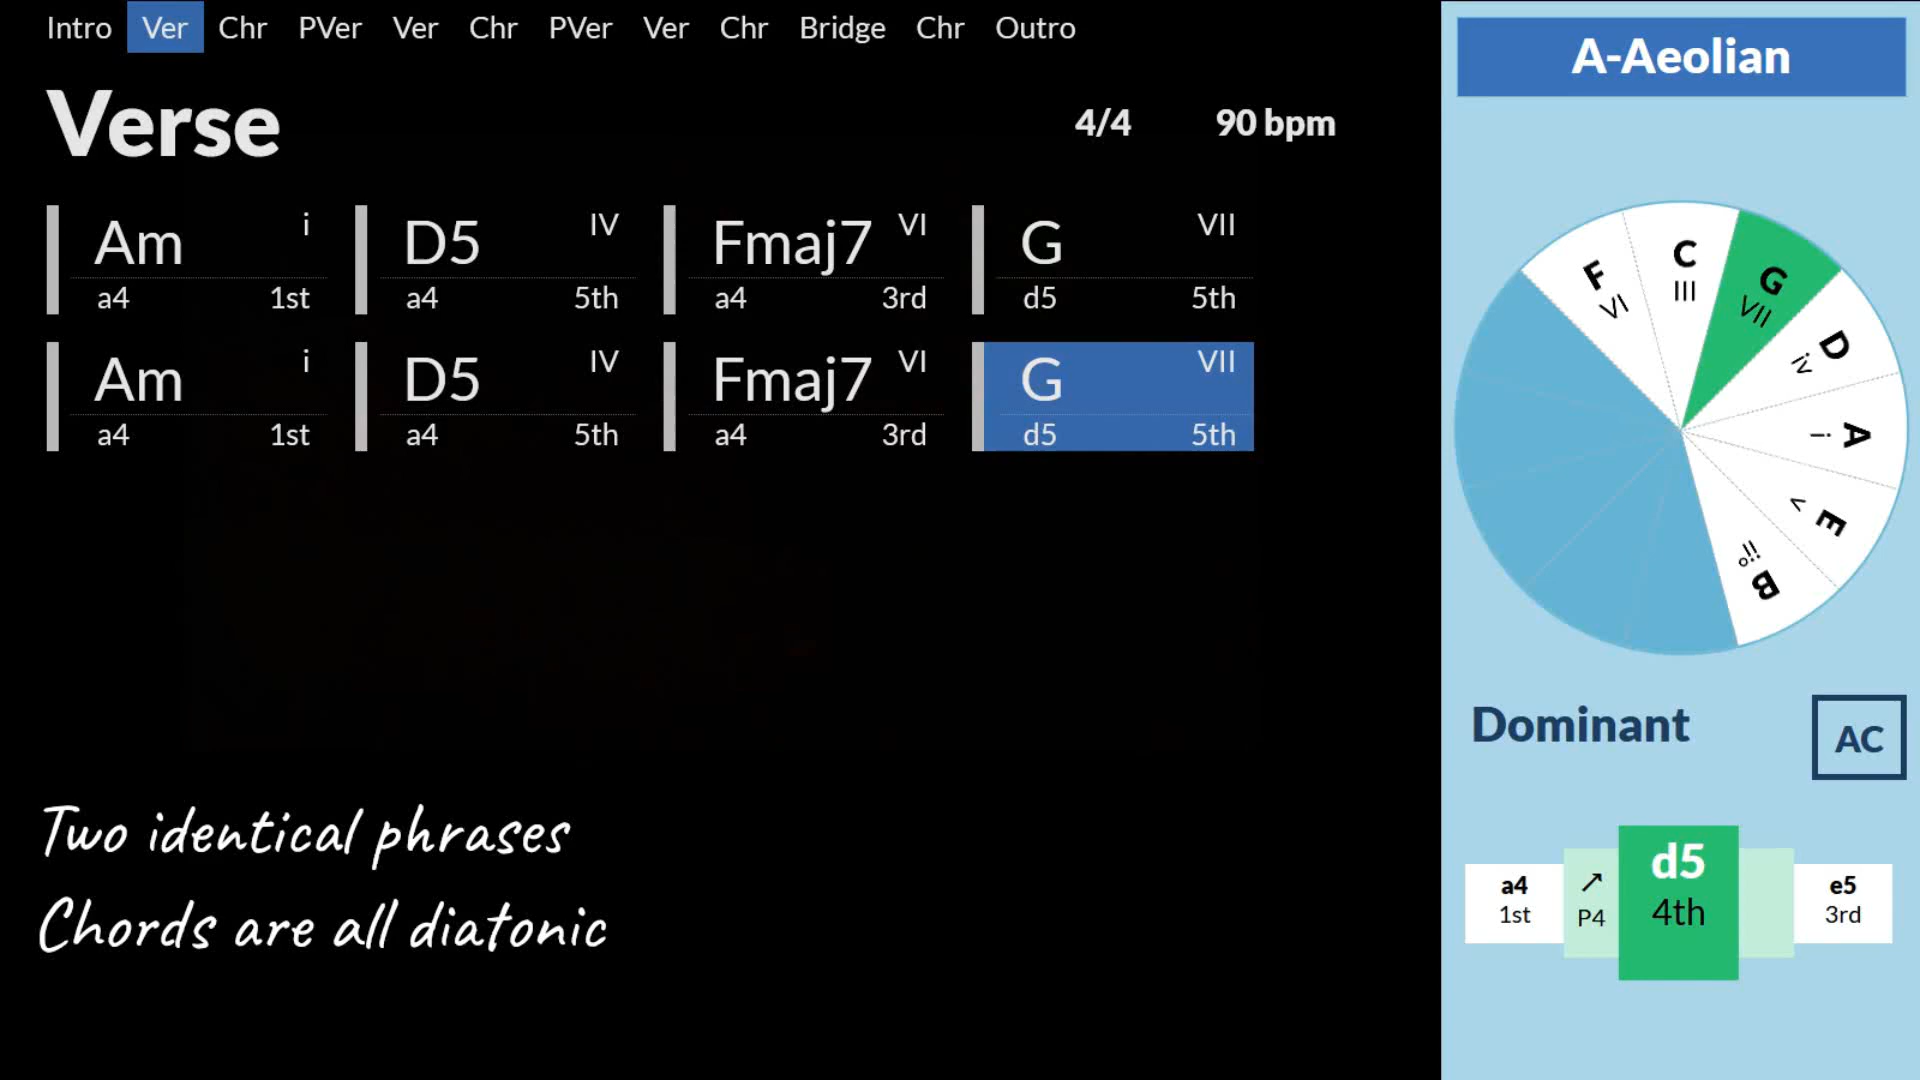 Intro Ver Chr PVer Ver Chr PVer Ver Chr Bridge Chr Outro
Verse 4/4 90 bpm
Am i D5 IV Fmaj7 VI G VII
a4 1st a4 5th a4 3rd d5 5th
Am i D5 IV Fmaj7 VI G VII
a4 1st a4 5th a4 3rd d5 5th
Two identical phrases
Chords are all diatonic
A-Aeolian
F VI
C III
G VII
D iv
A i
E v
B ii°
Dominant AC
a4 ↗ d5 e5
1st P4 4th 3rd